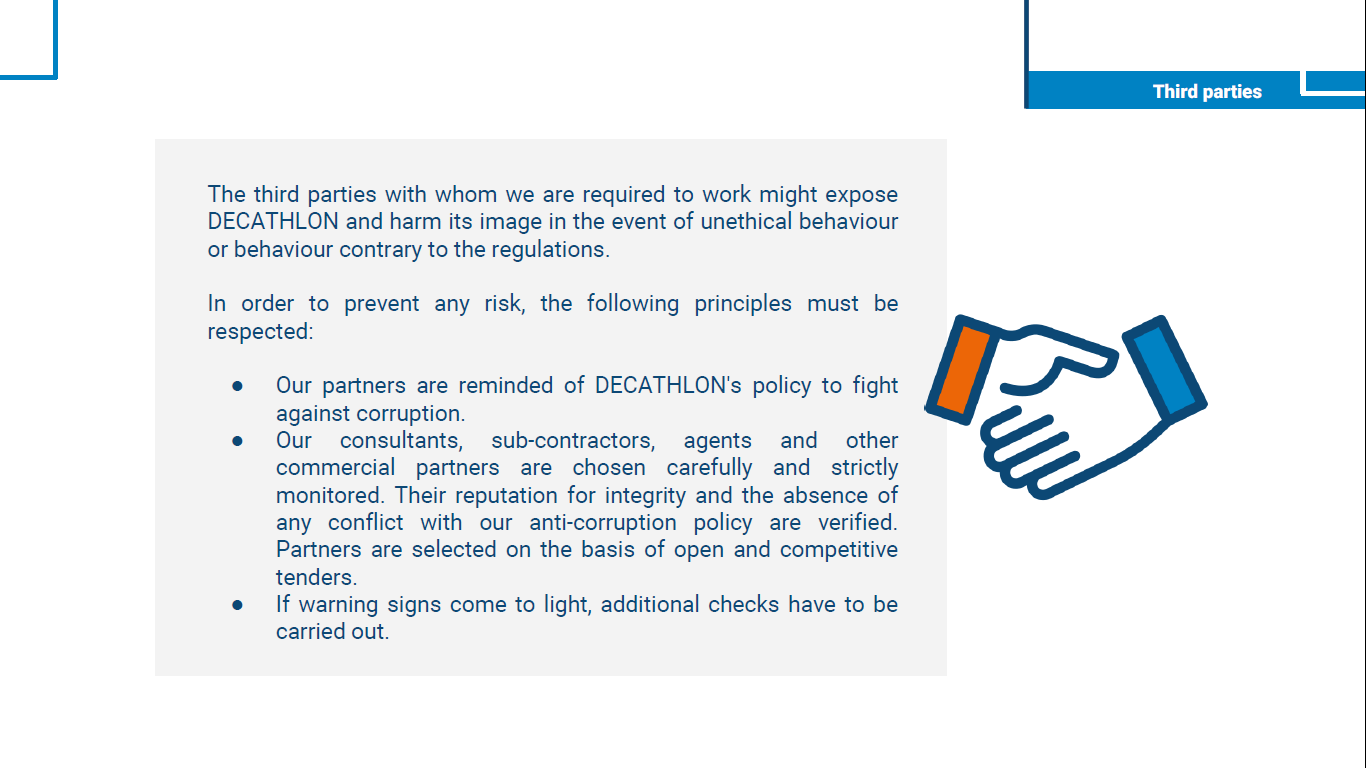 Third parties
The third parties with whom we are required to work might expose
DECATHLON and harm its image in the event of unethical behaviour
or behaviour contrary to the regulations.
In order to prevent any risk, the following principles must be
respected:
● Our partners are reminded of DECATHLON's policy to fight
against corruption.
● Our consultants, sub-contractors, agents and other
commercial partners are chosen carefully and strictly
monitored. Their reputation for integrity and the absence of
any conflict with our anti-corruption policy are verified.
Partners are selected on the basis of open and competitive
tenders.
● If warning signs come to light, additional checks have to be
carried out.